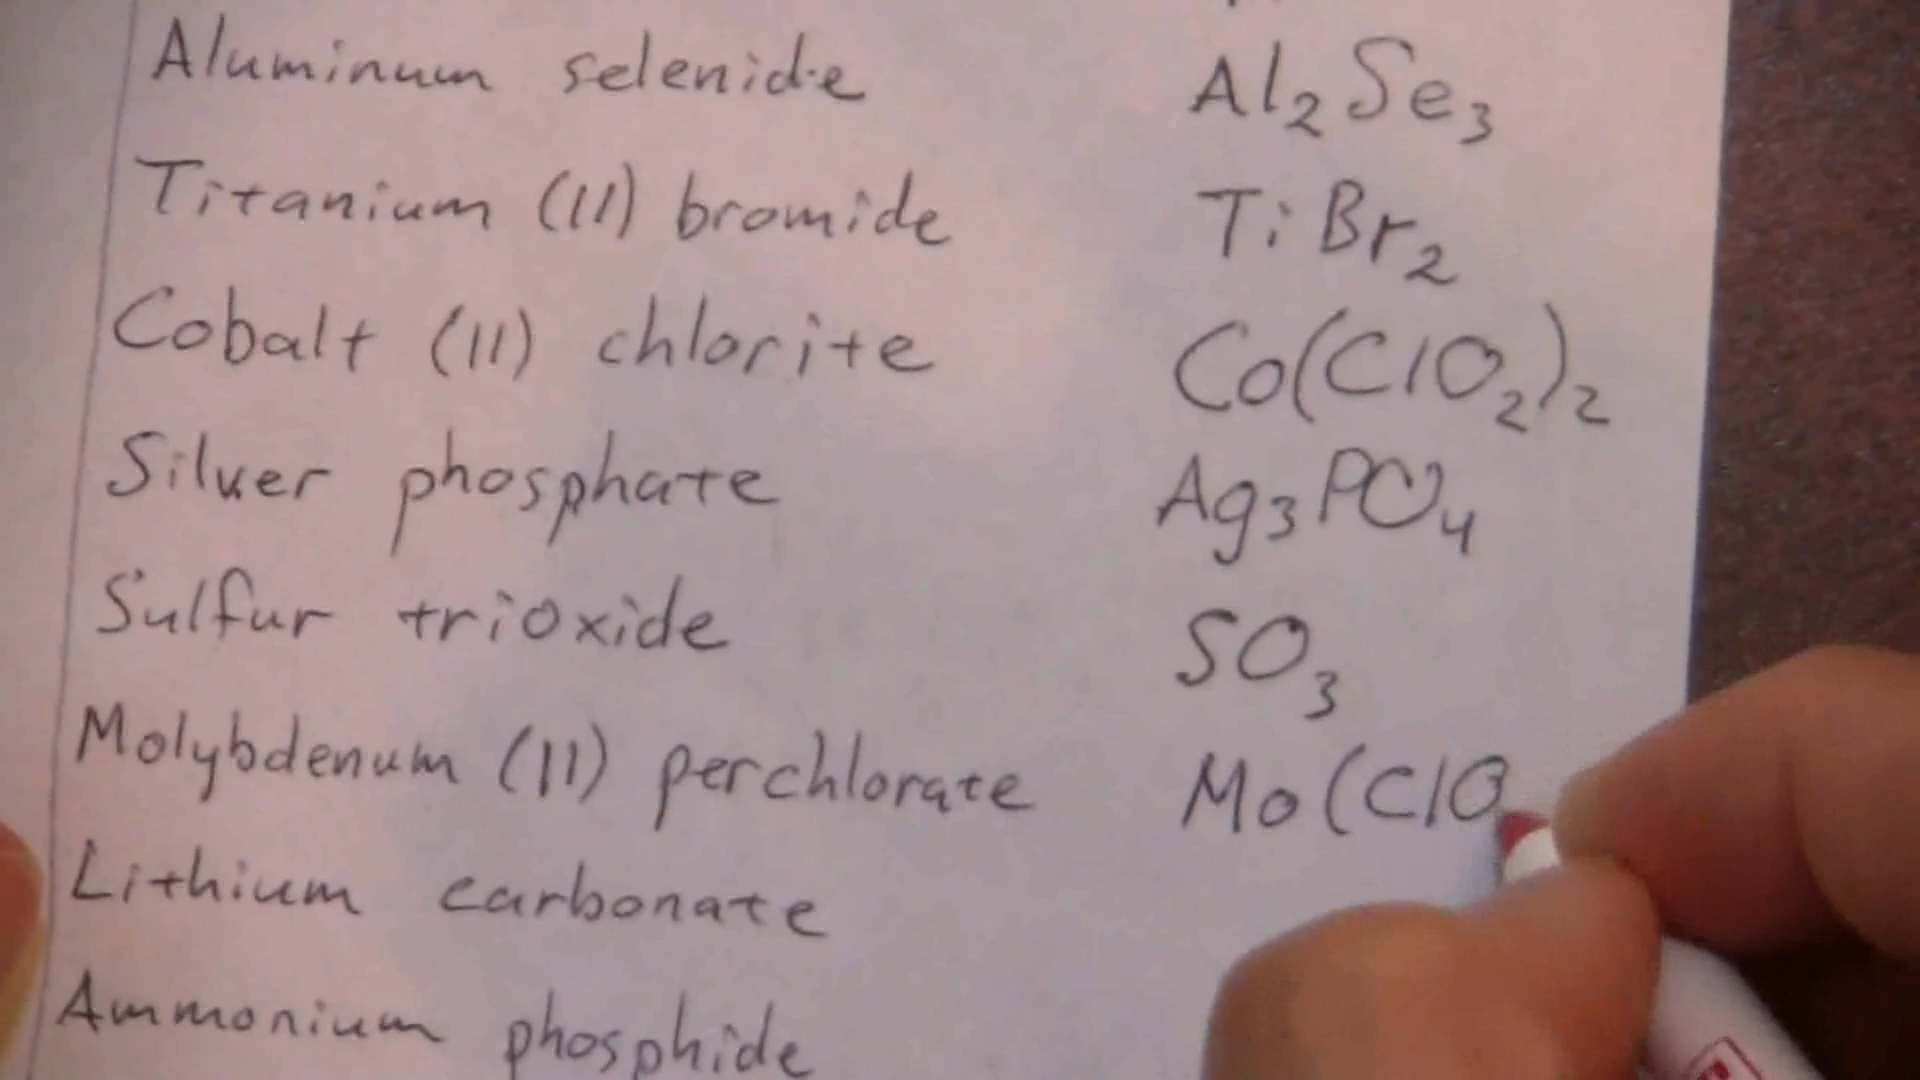 Aluminum selenide Al₂Se₃
Titanium (II) bromide TiBr₂
Cobalt (II) chlorite Co(ClO₂)₂
Silver phosphate Ag₃PO₄
Sulfur trioxide SO₃
Molybdenum (II) perchlorate Mo(ClO
Lithium carbonate
Ammonium phosphide